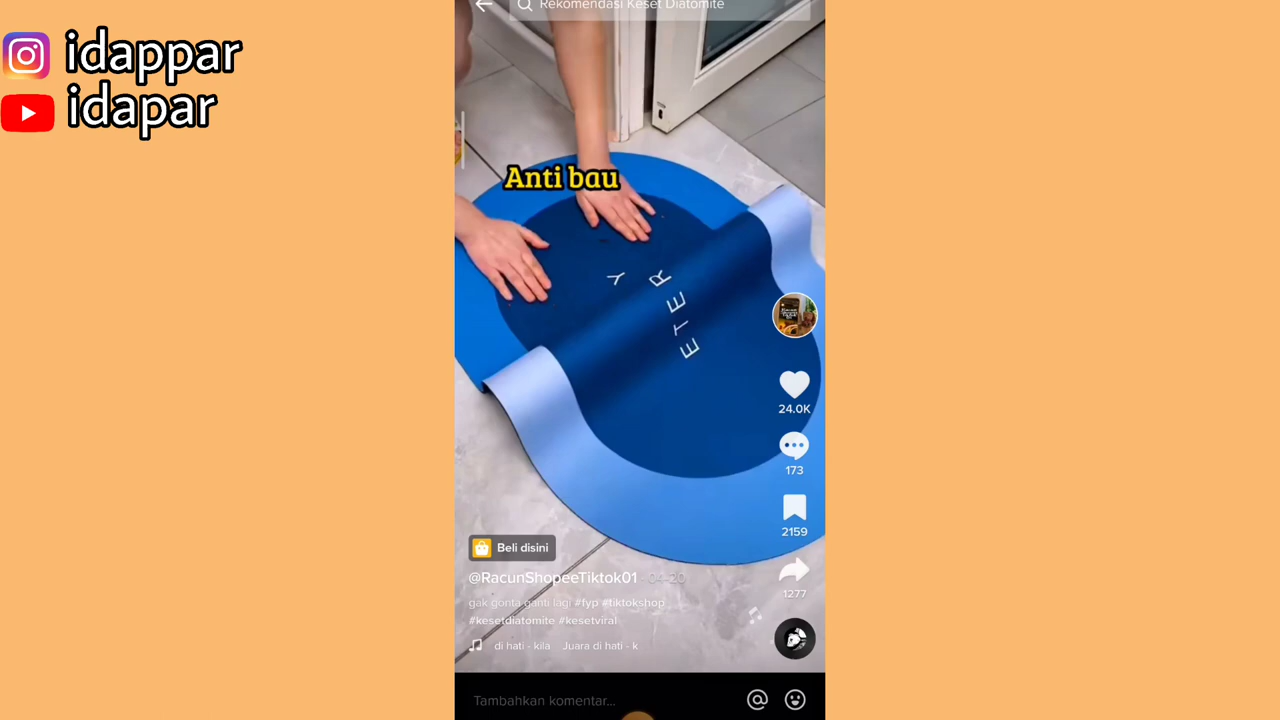 idappar
idapar
Rekomendasi Keset Diatomite
Anti bau
Y
R
E
T
E
24.0K
173
2159
1277
Beli disini
@RacunShopeeTiktok01 · 04-20
gak gonta ganti lagi #fyp #tiktokshop
#kesetdiatomite #kesetviral
di hati - kila Juara di hati - k
Tambahkan komentar...